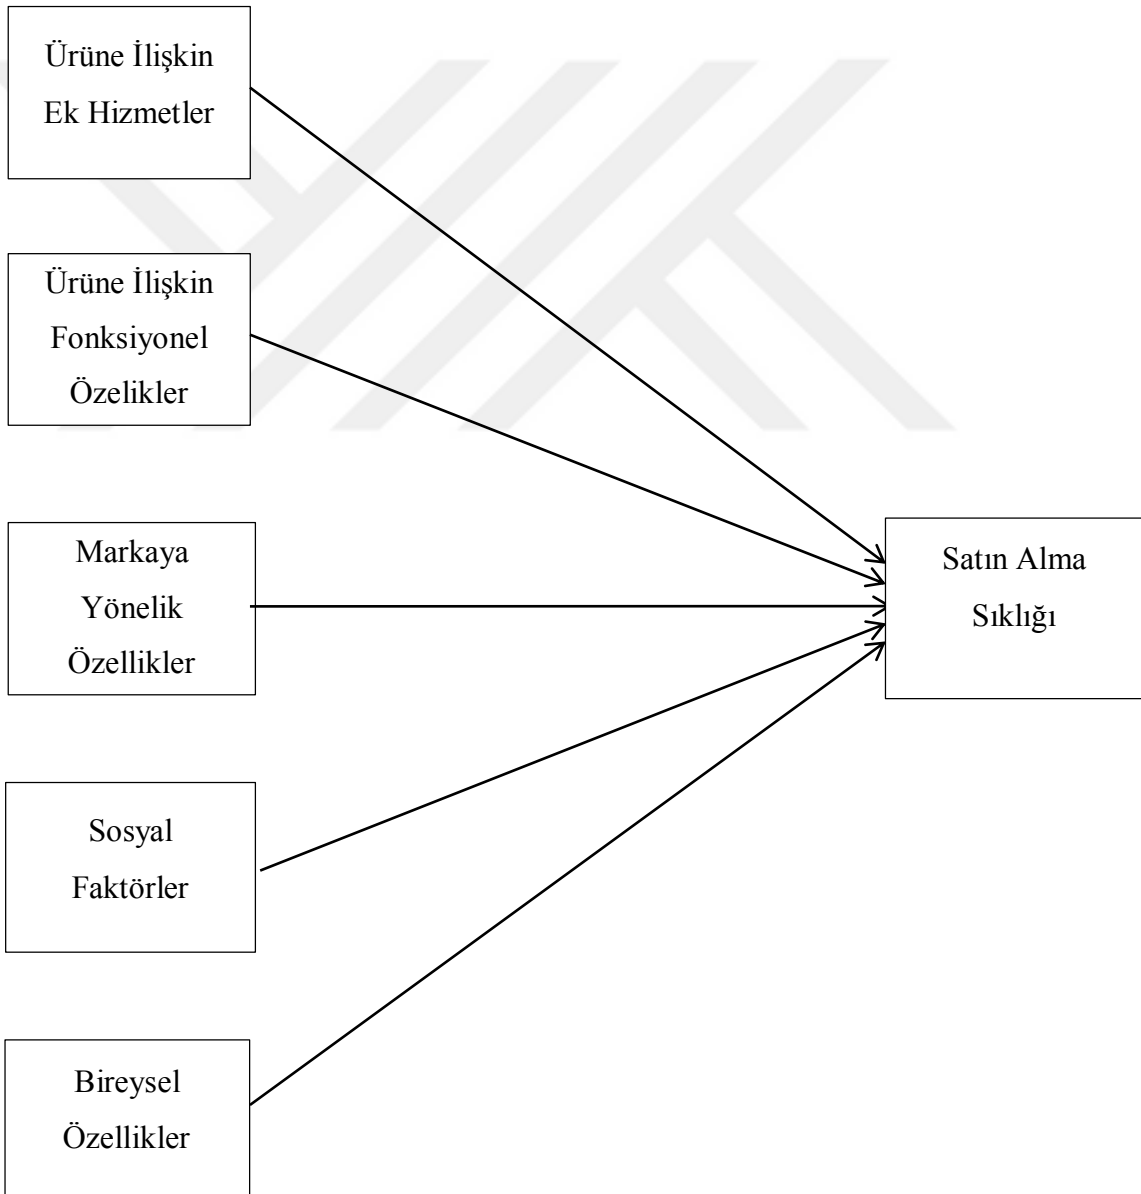 Ürüne İlişkin
Ek Hizmetler
Ürüne İlişkin
Fonksiyonel
Özelikler
Markaya
Yönelik
Özellikler
Satın Alma
Sıklığı
Sosyal
Faktörler
Bireysel
Özellikler